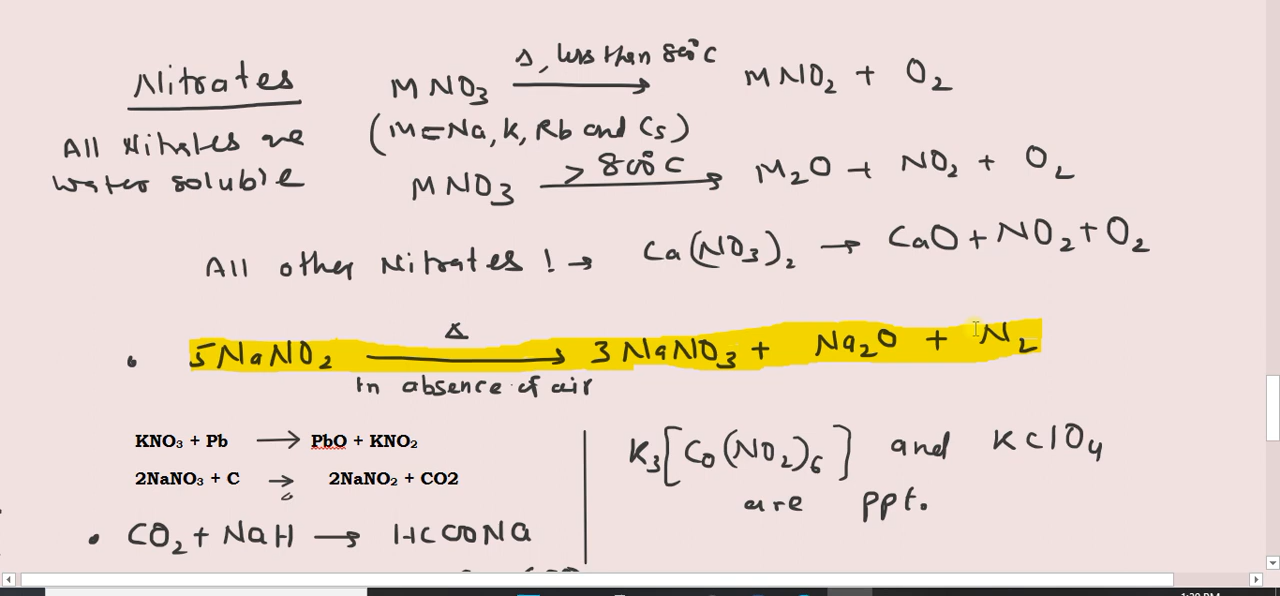 Nitrates MNO₃ Δ, less than 800°C → MNO₂ + O₂
All Nitrates are (M=Na, K, Rb and Cs)
water soluble MNO₃ >800°C → M₂O + NO₂ + O₂
All other Nitrates !→ Ca(NO₃)₂ → CaO + NO₂ + O₂
• 5NaNO₂ Δ → 3NaNO₃ + Na₂O + N₂
In absence of air
KNO₃ + Pb → PbO + KNO₂
2NaNO₃ + C → 2NaNO₂ + CO2
• CO₂ + NaH → HCOONa
K₃[Co(NO₂)₆] and KClO₄
are ppt.